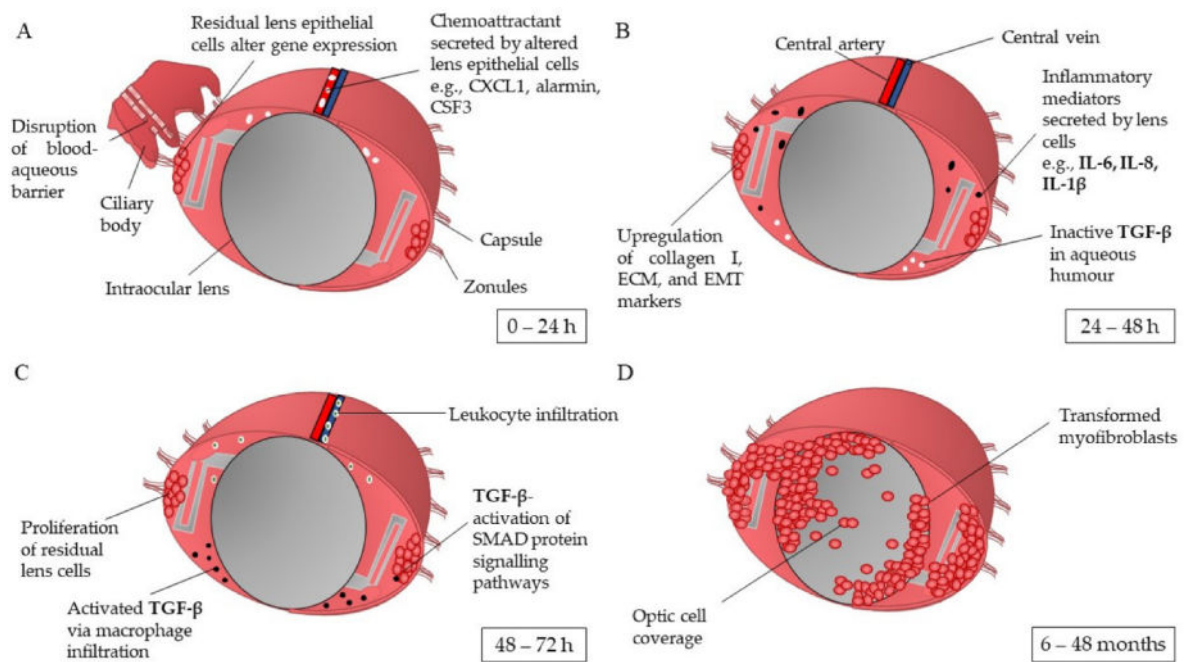 A
Residual lens epithelial
cells alter gene expression
Chemoattractant
secreted by altered
lens epithelial cells
e.g., CXCL1, alarmin,
CSF3
Disruption
of blood-
aqueous
barrier
Ciliary
body
Intraocular lens
Capsule
Zonules
0 – 24 h
B
Central artery
Central vein
Inflammatory
mediators
secreted by lens
cells
e.g., IL-6, IL-8,
IL-1β
Upregulation
of collagen I,
ECM, and EMT
markers
Inactive TGF-β
in aqueous
humour
24 – 48 h
C
Leukocyte infiltration
Proliferation
of residual
lens cells
TGF-β-
activation of
SMAD protein
signalling
pathways
Activated TGF-β
via macrophage
infiltration
48 – 72 h
D
Transformed
myofibroblasts
Optic cell
coverage
6 – 48 months